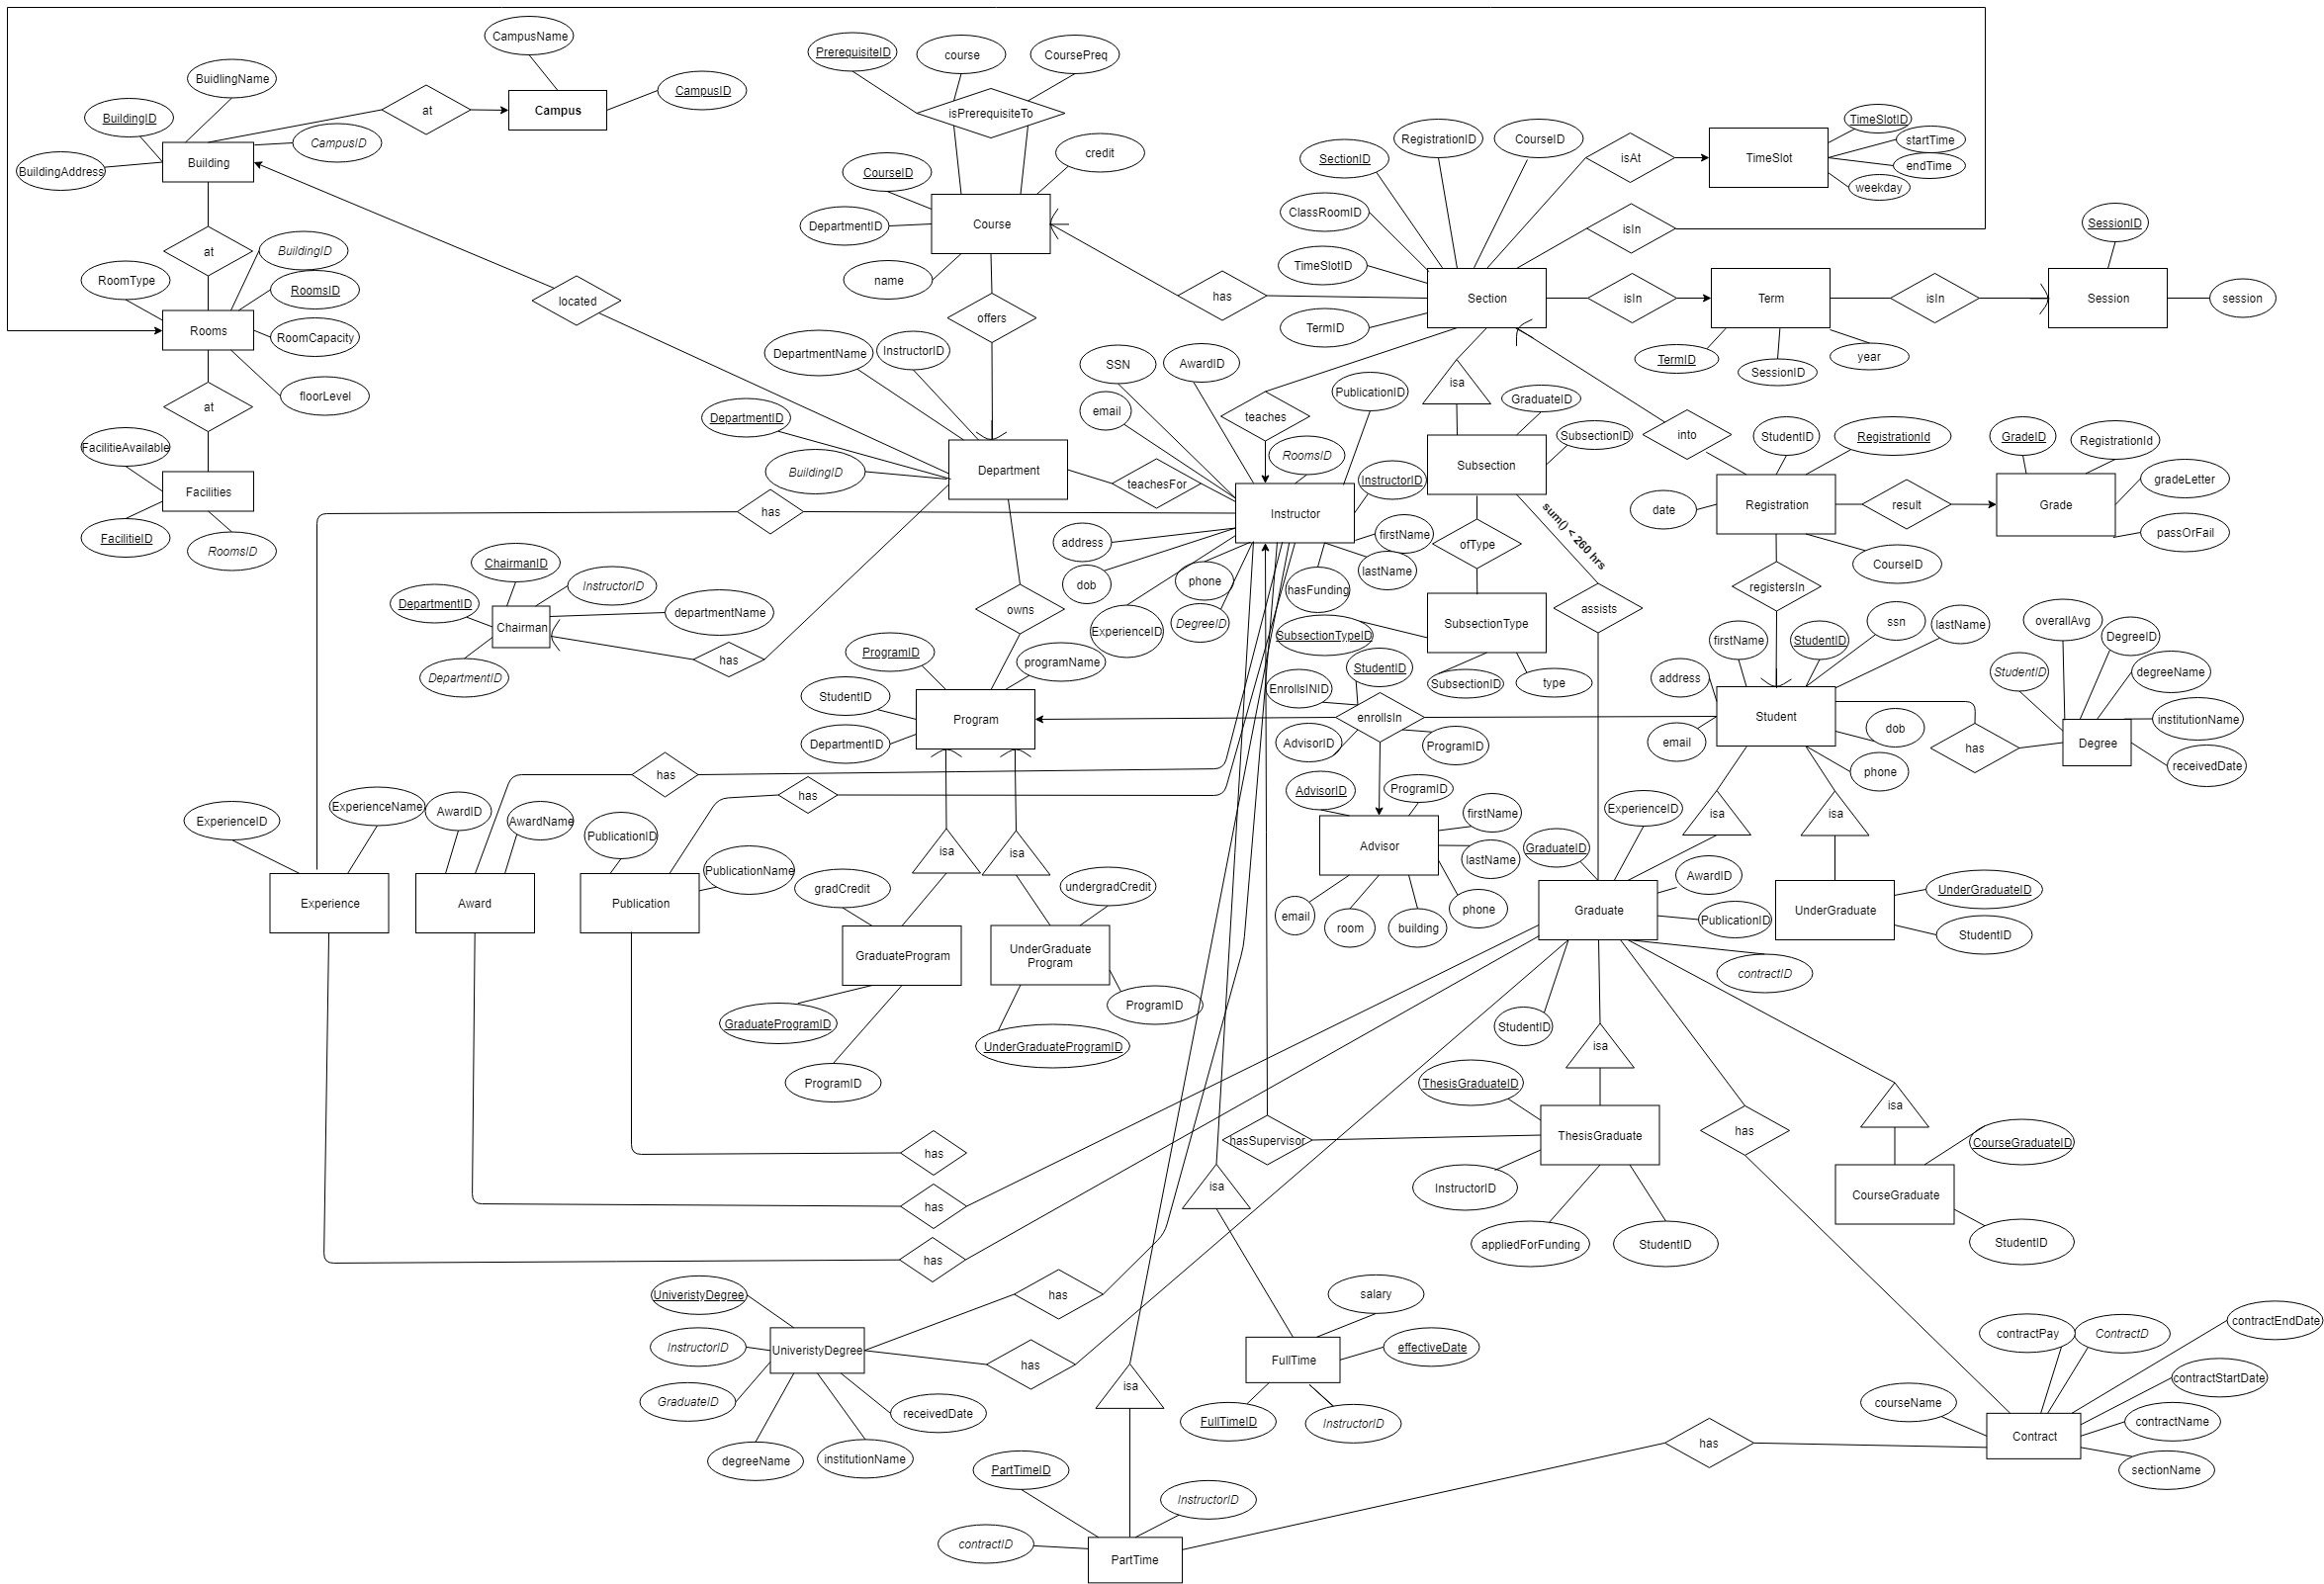 CampusName
PrerequisiteID
course
CoursePreq
BuidlingName
CampusID
at
Campus
isPrerequisiteTo
BuildingID
CampusID
TimeSlotID
startTime
endTime
weekday
TimeSlot
isAt
RegistrationID
CourseID
SectionID
credit
CourseID
BuildingAddress
Building
ClassRoomID
DepartmentID
Course
isIn
SessionID
at
BuildingID
TimeSlotID
name
RoomType
RoomsID
located
has
Section
isIn
Term
isIn
Session
session
offers
TermID
Rooms
RoomCapacity
DepartmentName
InstructorID
SSN
AwardID
TermID
SessionID
year
isa
floorLevel
PublicationID
GraduateID
at
email
teaches
DepartmentID
into
StudentID
RegistrationId
GradeID
RegistrationId
SubsectionID
FacilitieAvailable
RoomsID
BuildingID
Department
teachesFor
Subsection
InstructorID
gradeLetter
Facilities
has
Instructor
date
Registration
result
Grade
sum() < 260 hrs
FacilitieID
RoomsID
address
firstName
ofType
passOrFail
ChairmanID
InstructorID
dob
phone
hasFunding
lastName
CourseID
registersIn
DepartmentID
departmentName
owns
assists
Chairman
ExperienceID
DegreeID
SubsectionTypeID
SubsectionType
firstName
StudentID
ssn
lastName
overallAvg
DegreeID
has
ProgramID
programName
StudentID
degreeName
DepartmentID
StudentID
EnrollsINID
SubsectionID
type
address
StudentID
Program
enrollsIn
Student
institutionName
DepartmentID
AdvisorID
ProgramID
email
dob
Degree
has
receivedDate
has
phone
has
AdvisorID
ProgramID
ExperienceID
ExperienceName
AwardID
AwardName
PublicationID
firstName
ExperienceID
isa
isa
isa
isa
Advisor
GraduateID
lastName
PublicationName
gradCredit
undergradCredit
AwardID
UnderGraduateID
Experience
Award
Publication
email
room
building
phone
Graduate
PublicationID
UnderGraduate
StudentID
GraduateProgram
UnderGraduate
Program
contractID
ProgramID
GraduateProgramID
StudentID
UnderGraduateProgramID
isa
ProgramID
ThesisGraduateID
isa
has
hasSupervisor
ThesisGraduate
has
CourseGraduateID
InstructorID
isa
CourseGraduate
has
appliedForFunding
StudentID
StudentID
has
UniveristyDegree
has
salary
InstructorID
UniveristyDegree
has
FullTime
effectiveDate
contractPay
ContractD
contractEndDate
contractStartDate
GraduateID
isa
receivedDate
FullTimeID
InstructorID
courseName
contractName
degreeName
institutionName
has
Contract
sectionName
PartTimeID
InstructorID
contractID
PartTime